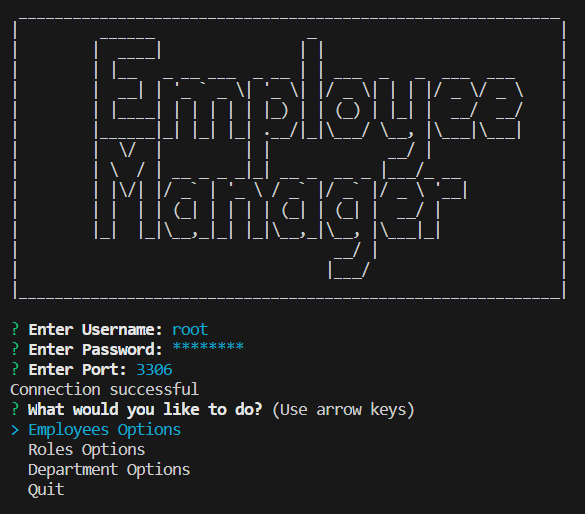 Employee
Manager
? Enter Username: root
? Enter Password: ********
? Enter Port: 3306
Connection successful
? What would you like to do? (Use arrow keys)
> Employees Options
Roles Options
Department Options
Quit